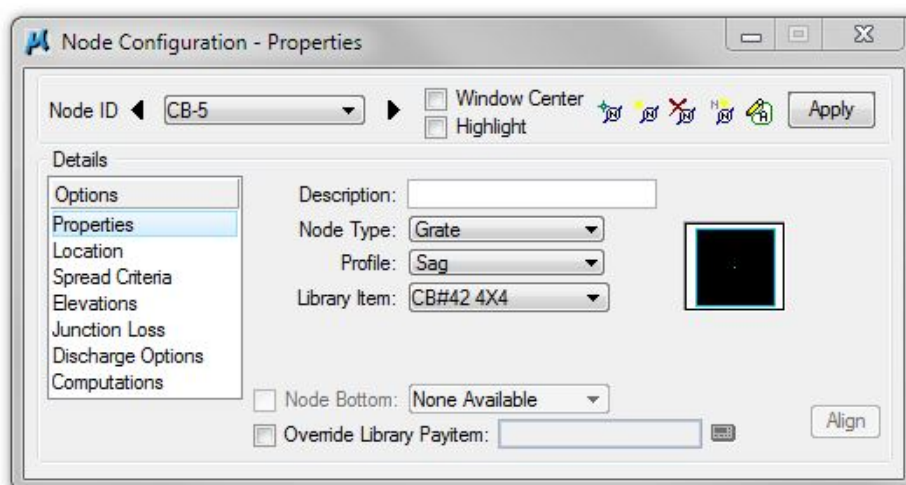 Node Configuration - Properties
Node ID CB-5 Window Center Apply
Highlight
Details
Options
Properties
Location
Spread Criteria
Elevations
Junction Loss
Discharge Options
Computations
Description:
Node Type: Grate
Profile: Sag
Library Item: CB#42 4X4
Node Bottom: None Available
Override Library Payitem:
Align